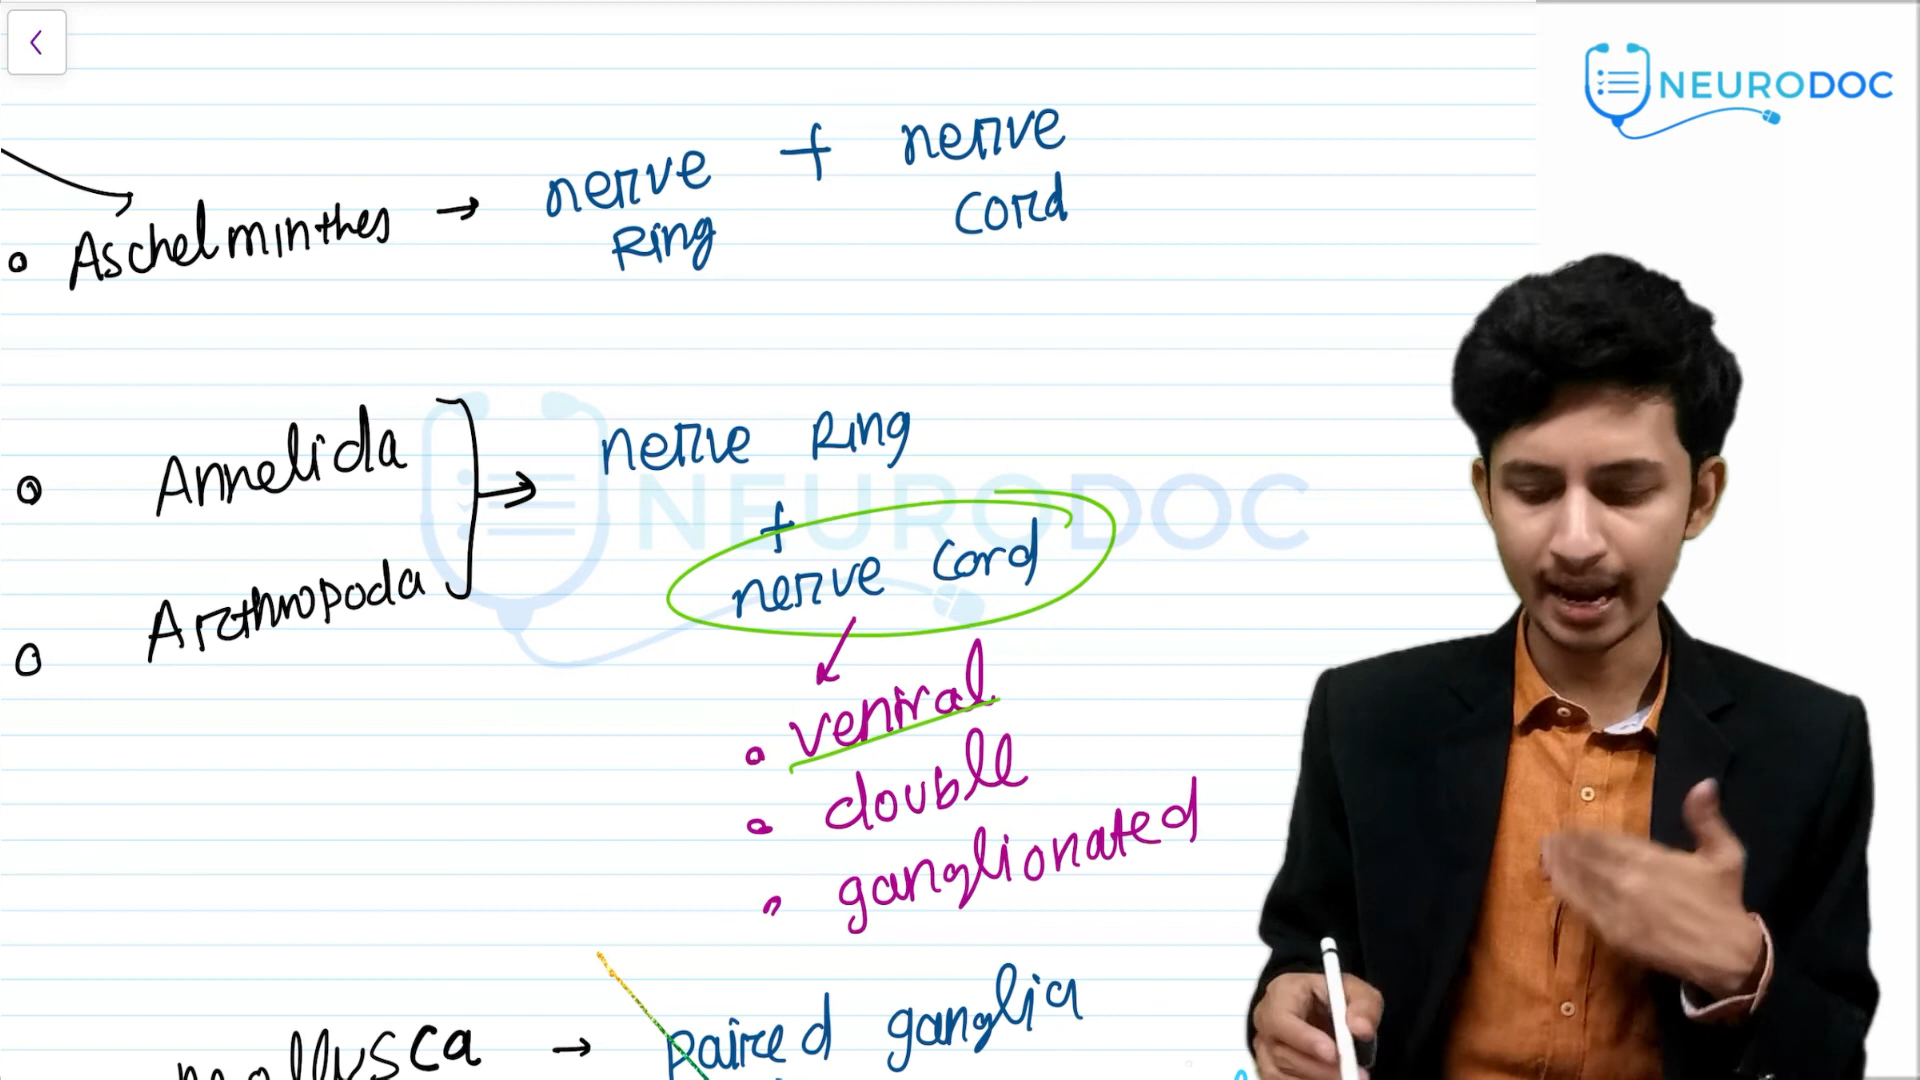 NEURODOC
nerve + nerve
Aschelminthes → Ring cord
Annelida nerve Ring
→ +
Arthropoda nerve cord
• ventral
• double
• ganglionated
mollusca → paired ganglia
NEURODOC